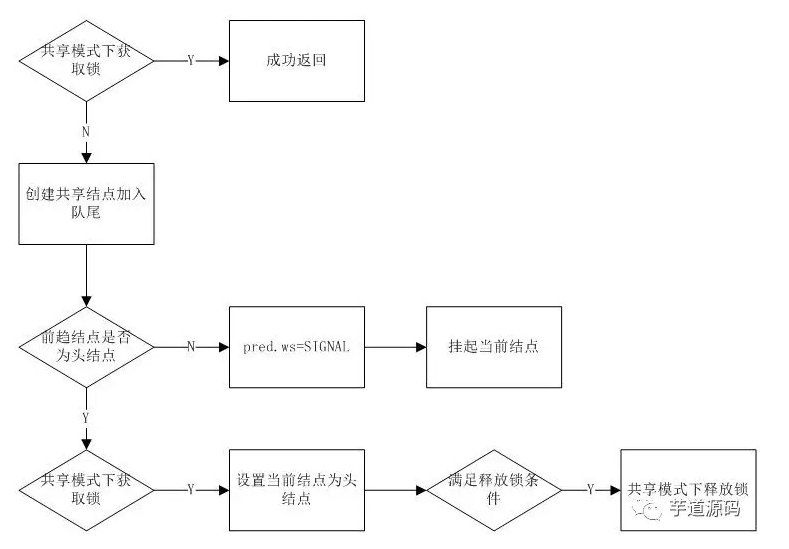 共享模式下获
取锁
Y
成功返回
N
创建共享结点加入
队尾
前趋结点是否
为头结点
N
pred.ws=SIGNAL
挂起当前结点
Y
共享模式下获
取锁
Y
设置当前结点为头
结点
满足释放锁条
件
Y
共享模式下释放锁
芋道源码